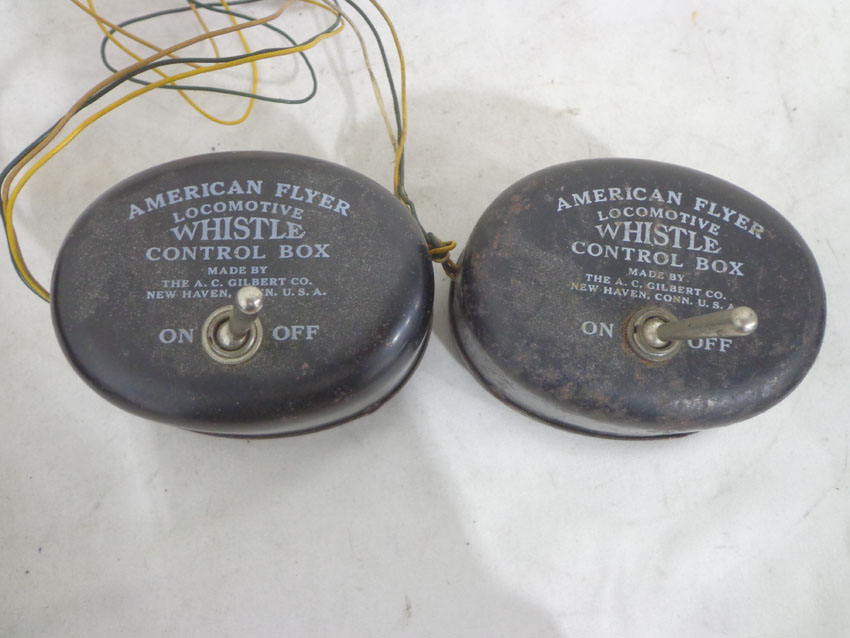 AMERICAN FLYER
LOCOMOTIVE
WHISTLE
CONTROL BOX
MADE BY
THE A. C. GILBERT CO.
NEW HAVEN, CONN. U. S. A.
ON OFF
AMERICAN FLYER
LOCOMOTIVE
WHISTLE
CONTROL BOX
MADE BY
THE A. C. GILBERT CO.
NEW HAVEN, CONN. U. S. A.
ON OFF